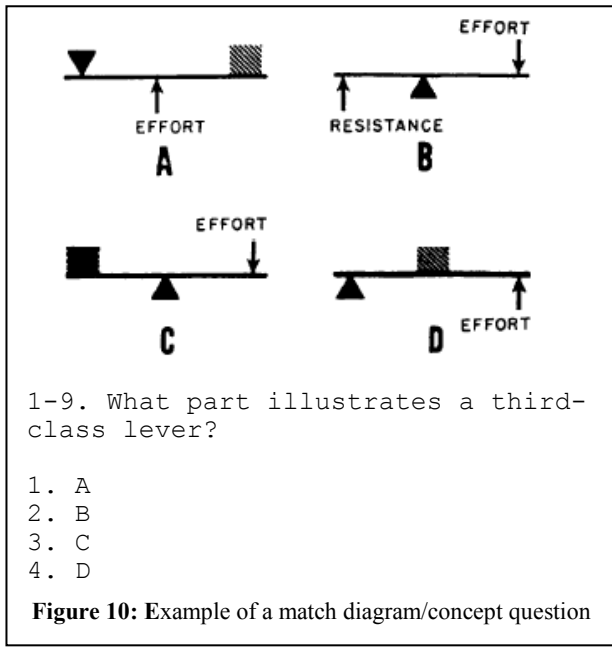 EFFORT
EFFORT
RESISTANCE
A
B
EFFORT
EFFORT
C
D
1-9. What part illustrates a third-
class lever?
1. A
2. B
3. C
4. D
Figure 10: Example of a match diagram/concept question